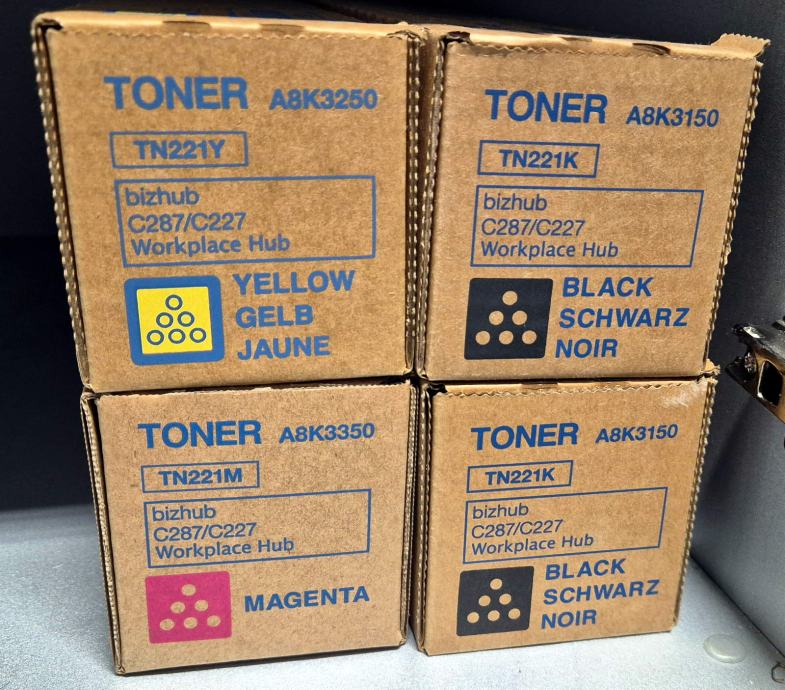 TONER A8K3250
TN221Y
bizhub
C287/C227
Workplace Hub
YELLOW
GELB
JAUNE
TONER A8K3150
TN221K
bizhub
C287/C227
Workplace Hub
BLACK
SCHWARZ
NOIR
TONER A8K3350
TN221M
bizhub
C287/C227
Workplace Hub
MAGENTA
TONER A8K3150
TN221K
bizhub
C287/C227
Workplace Hub
BLACK
SCHWARZ
NOIR